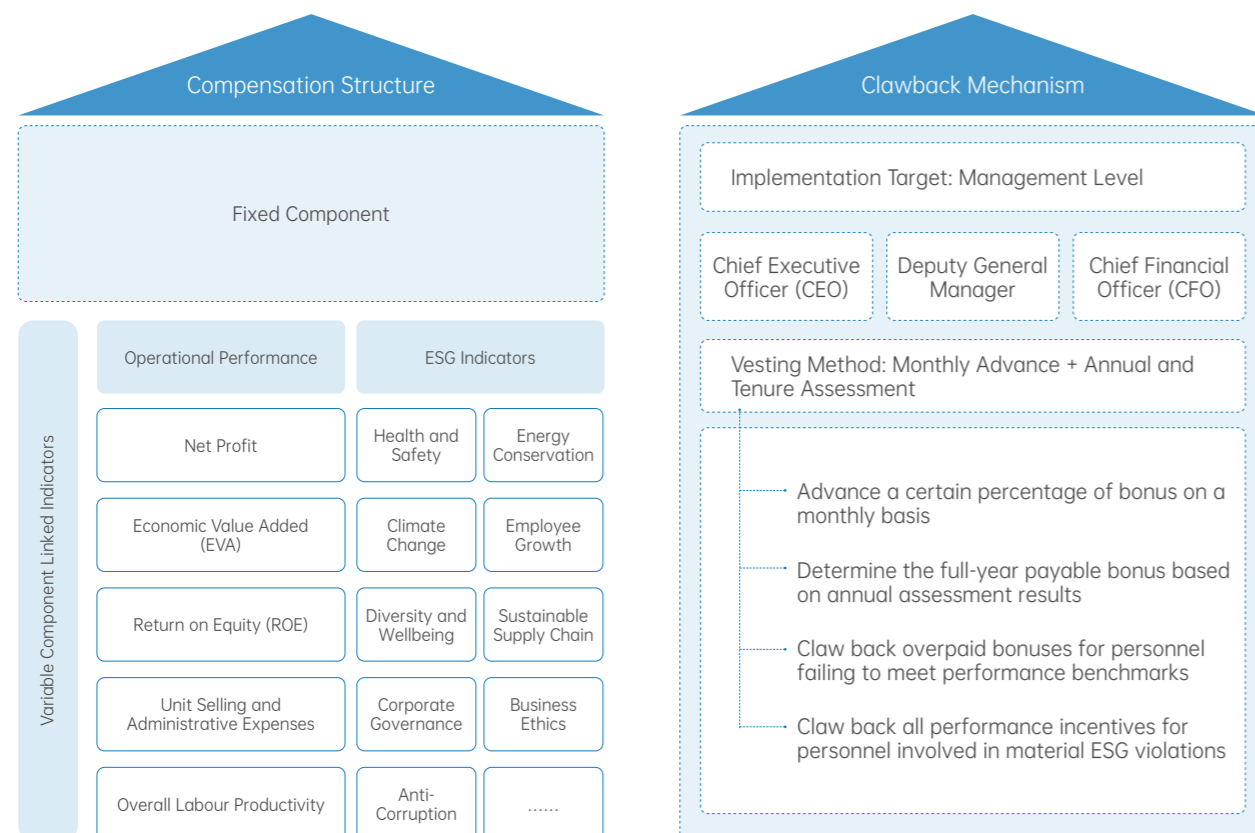 Compensation Structure
Fixed Component
Variable Component Linked Indicators
Operational Performance
ESG Indicators
Net Profit
Health and
Safety
Energy
Conservation
Economic Value Added
(EVA)
Climate
Change
Employee
Growth
Return on Equity (ROE)
Diversity and
Wellbeing
Sustainable
Supply Chain
Unit Selling and
Administrative Expenses
Corporate
Governance
Business
Ethics
Overall Labour Productivity
Anti-
Corruption
......
Clawback Mechanism
Implementation Target: Management Level
Chief Executive
Officer (CEO)
Deputy General
Manager
Chief Financial
Officer (CFO)
Vesting Method: Monthly Advance + Annual and
Tenure Assessment
Advance a certain percentage of bonus on a
monthly basis
Determine the full-year payable bonus based
on annual assessment results
Claw back overpaid bonuses for personnel
failing to meet performance benchmarks
Claw back all performance incentives for
personnel involved in material ESG violations